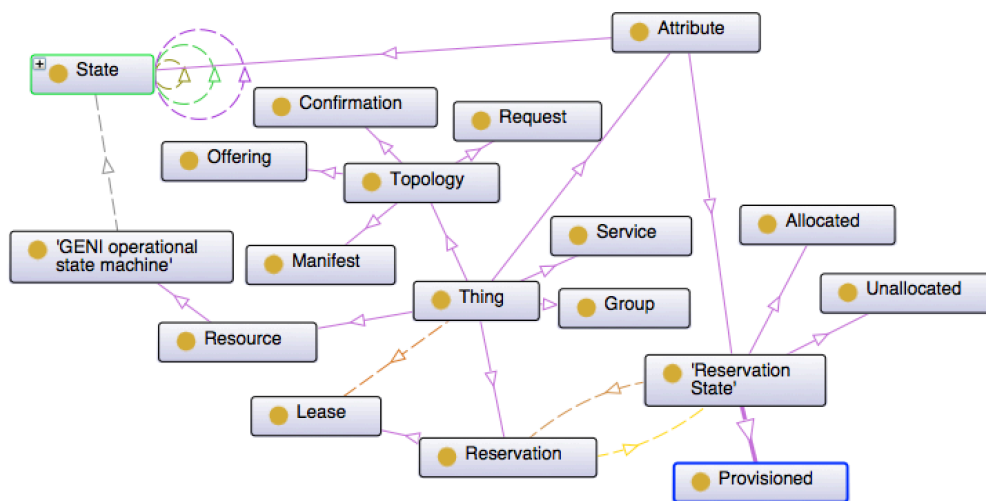 Attribute
State
Confirmation
Request
Offering
Topology
Allocated
Service
'GENI operational
state machine'
Manifest
Unallocated
Thing
Group
Resource
'Reservation
State'
Lease
Reservation
Provisioned